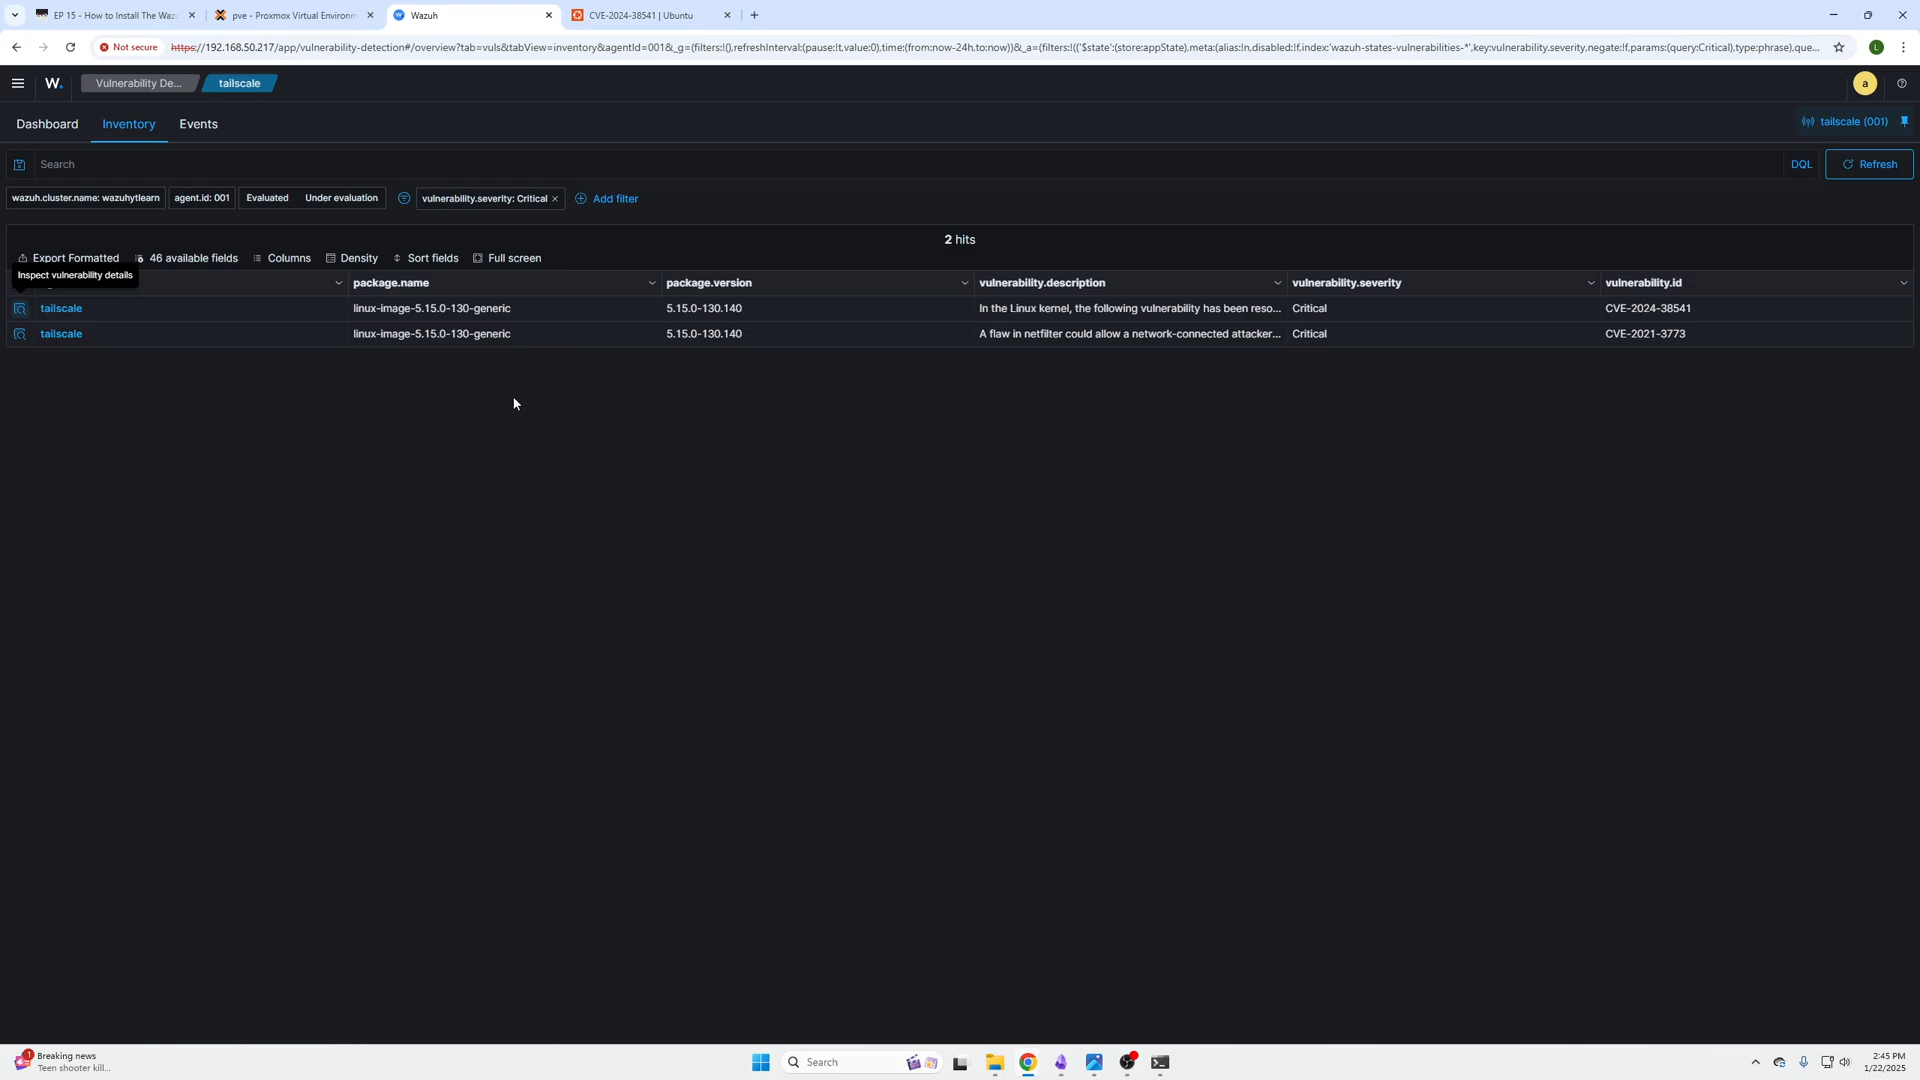 EP 15 - How to Install The Waz
pve - Proxmox Virtual Environm
Wazuh
CVE-2024-38541 | Ubuntu
Not secure
https://192.168.50.217/app/vulnerability-detection#/overview?tab=vuls&tabView=inventory&agentId=001&_g=(filters:!(),refreshInterval:(pause:!t,value:0),time:(from:now-24h,to:now))&_a=(filters:!(('$state':(store:appState),meta:(alias:!n,disabled:!f,index:'wazuh-states-vulnerabilities-*',key:vulnerability.severity,negate:!f,params:(query:Critical),type:phrase),que...
L
W.
Vulnerability De...
tailscale
a
Dashboard
Inventory
Events
tailscale (001)
Search
DQL
Refresh
wazuh.cluster.name: wazuhytlearn
agent.id: 001
Evaluated
Under evaluation
vulnerability.severity: Critical
Add filter
2 hits
Export Formatted
46 available fields
Columns
Density
Sort fields
Full screen
Inspect vulnerability details
package.name
package.version
vulnerability.description
vulnerability.severity
vulnerability.id
tailscale
linux-image-5.15.0-130-generic
5.15.0-130.140
In the Linux kernel, the following vulnerability has been reso...
Critical
CVE-2024-38541
tailscale
linux-image-5.15.0-130-generic
5.15.0-130.140
A flaw in netfilter could allow a network-connected attacker...
Critical
CVE-2021-3773
1
Breaking news
Teen shooter kill...
Search
2:45 PM
1/22/2025